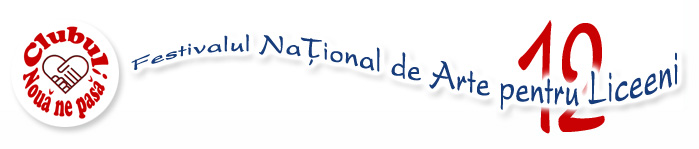 Clubul!
Nouă ne pasă!
Festivalul NaȚional de Arte pentru Liceeni
12